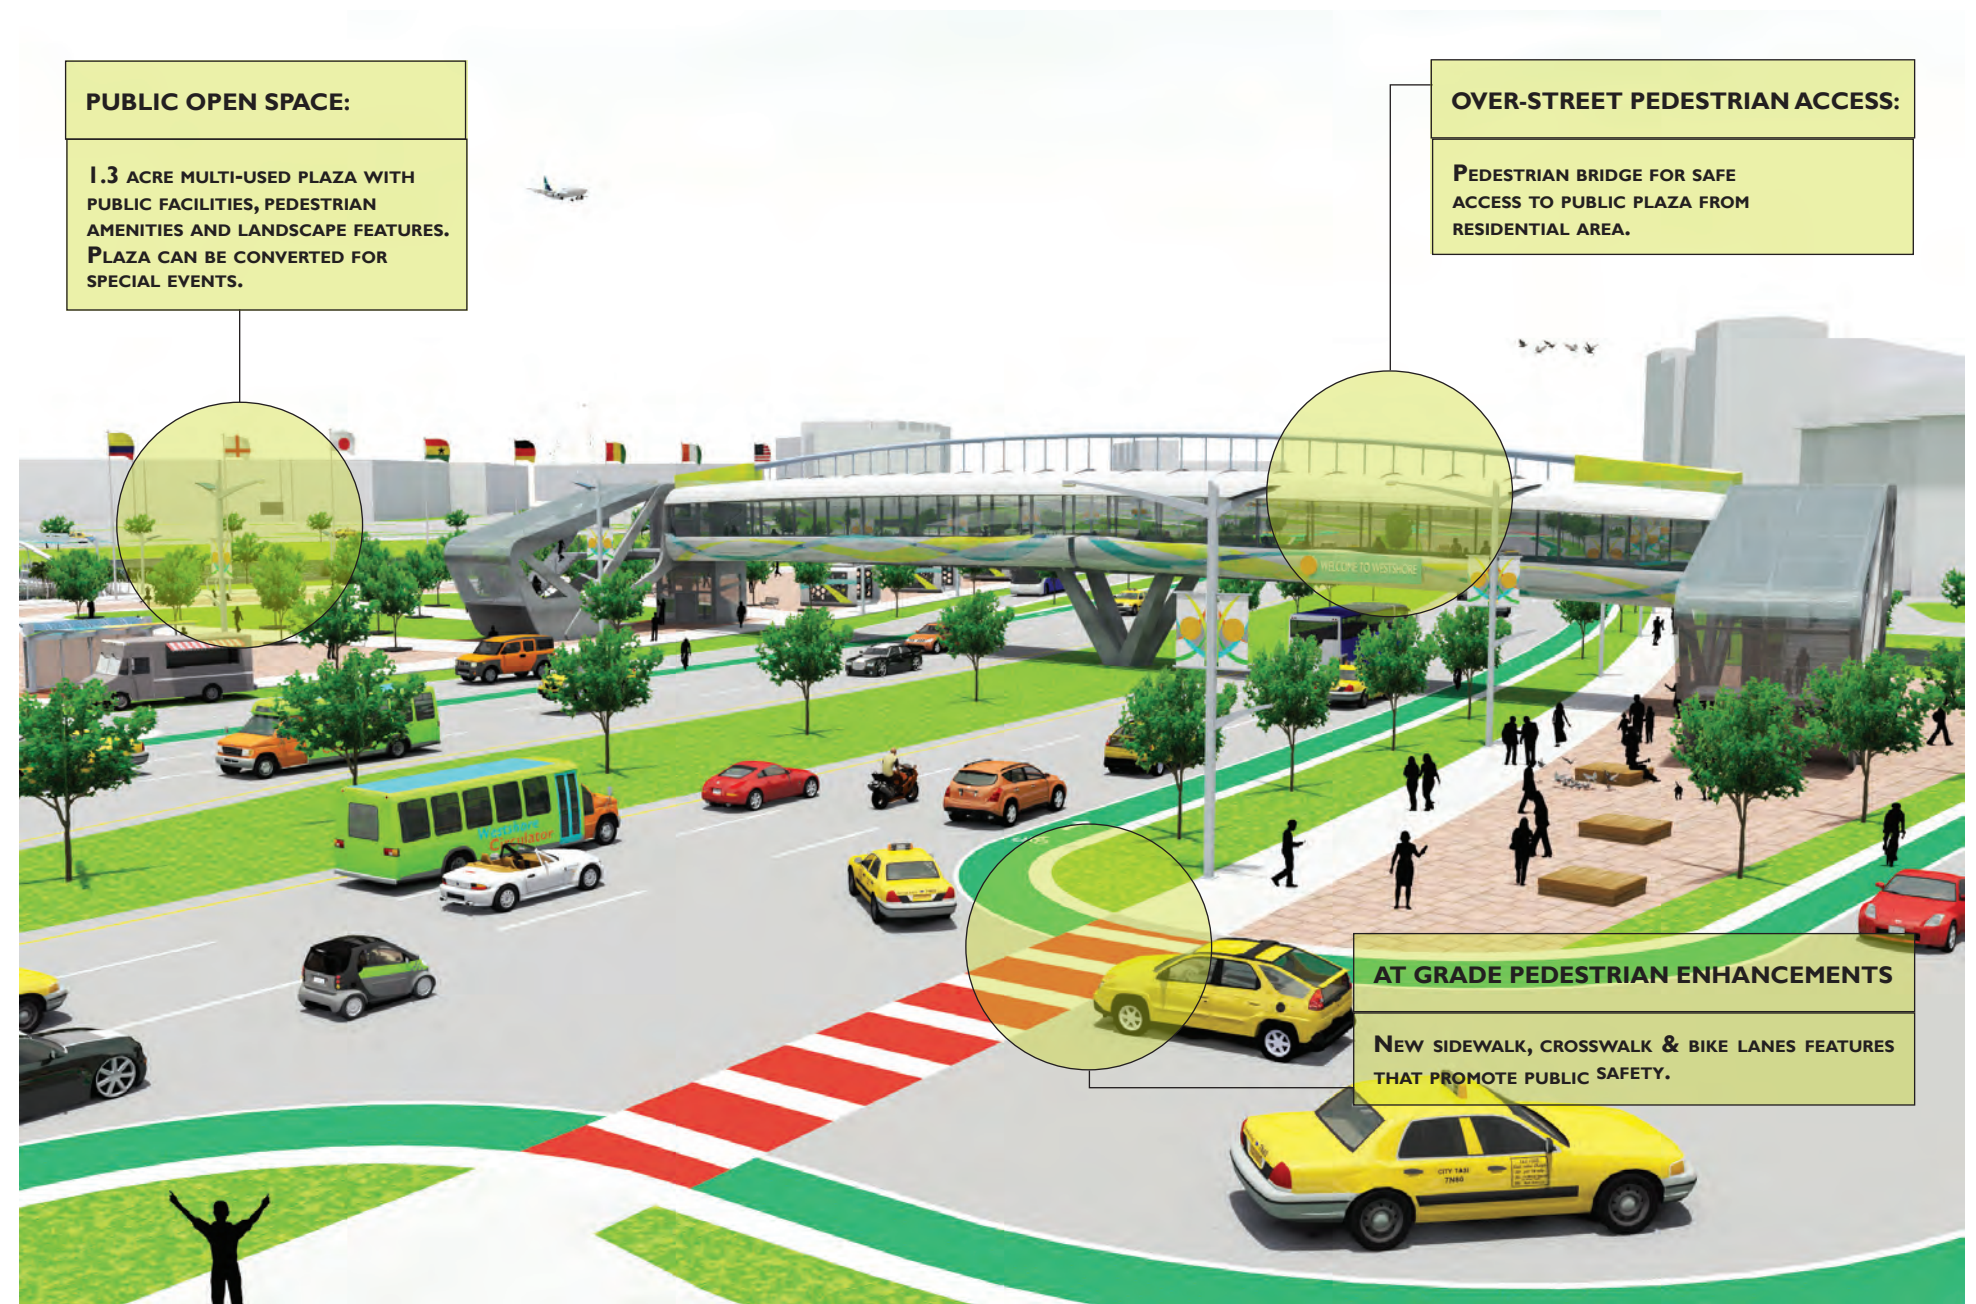 PUBLIC OPEN SPACE:
1.3 ACRE MULTI-USED PLAZA WITH
PUBLIC FACILITIES, PEDESTRIAN
AMENITIES AND LANDSCAPE FEATURES.
PLAZA CAN BE CONVERTED FOR
SPECIAL EVENTS.
OVER-STREET PEDESTRIAN ACCESS:
PEDESTRIAN BRIDGE FOR SAFE
ACCESS TO PUBLIC PLAZA FROM
RESIDENTIAL AREA.
WELCOME TO WESTSHORE
Westshore
Circulator
AT GRADE PEDESTRIAN ENHANCEMENTS
NEW SIDEWALK, CROSSWALK & BIKE LANES FEATURES
THAT PROMOTE PUBLIC SAFETY.
CITY TAXI
7N80